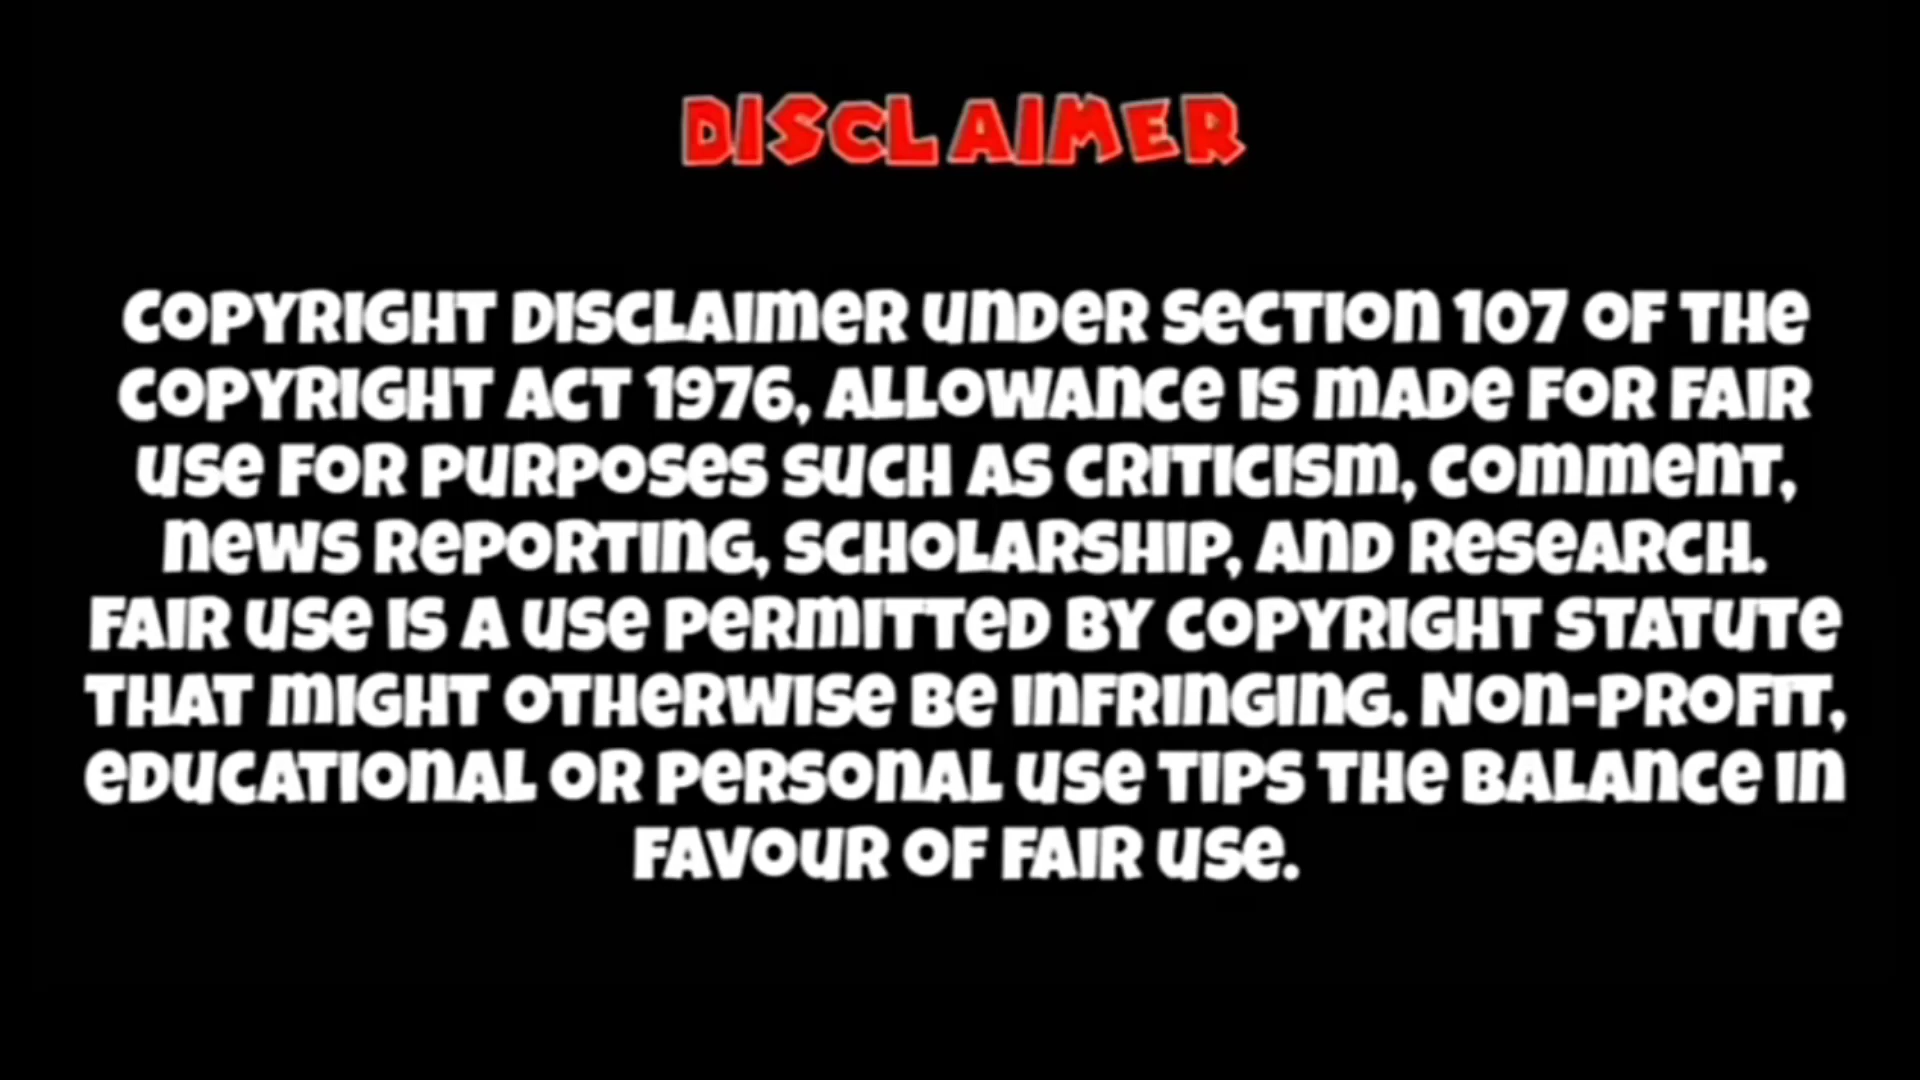 DISCLAIMER
COPYRIGHT DISCLAIMER UNDER SECTION 107 OF THE
COPYRIGHT ACT 1976, ALLOWANCE IS MADE FOR FAIR
USE FOR PURPOSES SUCH AS CRITICISM, COMMENT,
NEWS REPORTING, SCHOLARSHIP, AND RESEARCH.
FAIR USE IS A USE PERMITTED BY COPYRIGHT STATUTE
THAT MIGHT OTHERWISE BE INFRINGING. NON-PROFIT,
EDUCATIONAL OR PERSONAL USE TIPS THE BALANCE IN
FAVOUR OF FAIR USE.